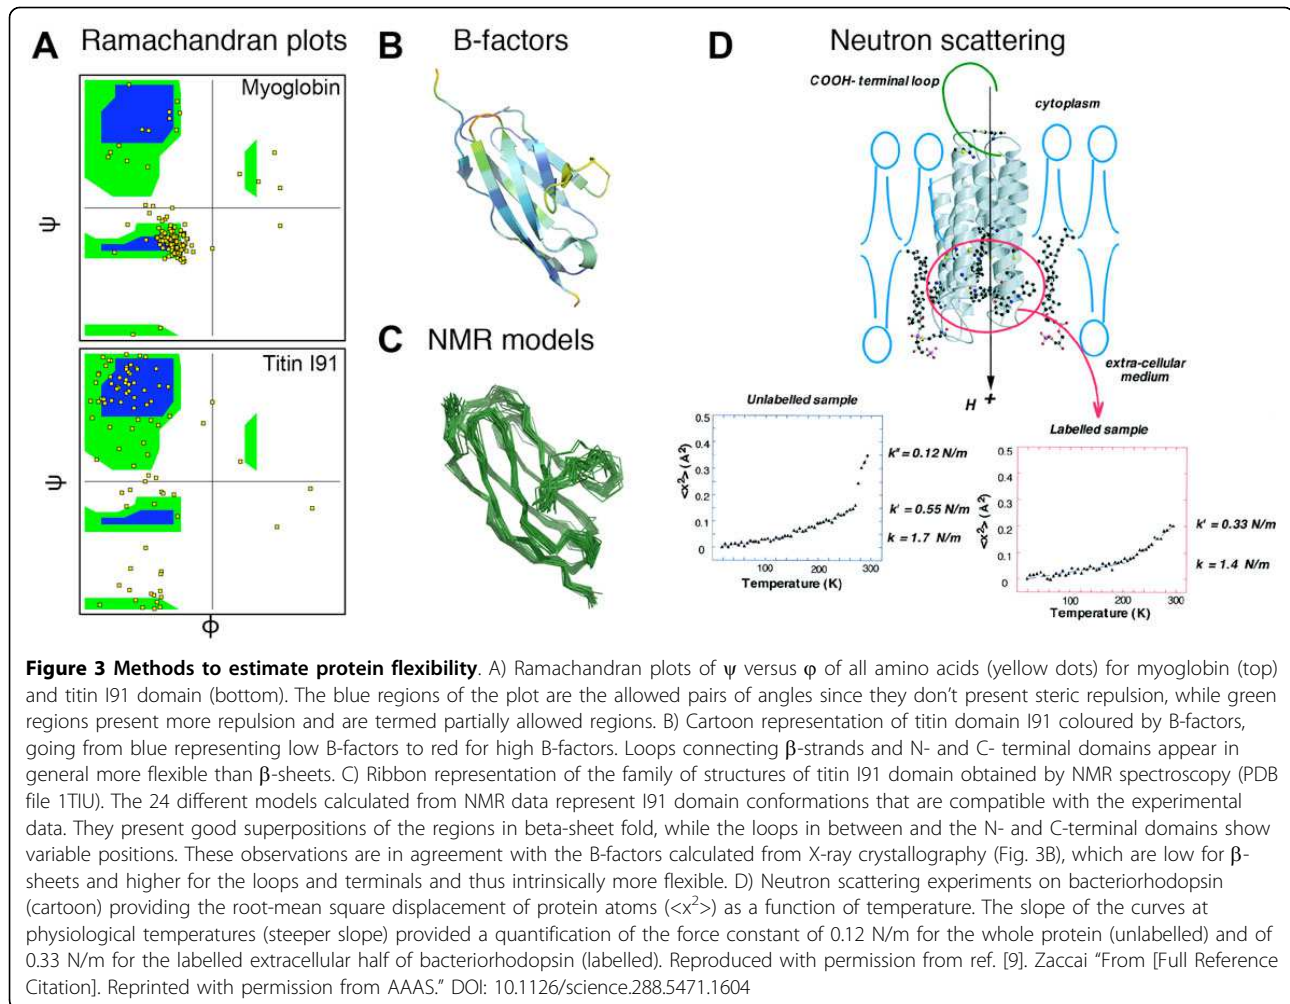 A Ramachandran plots
Myoglobin
ψ
Titin I91
ψ
Φ
B B-factors
C NMR models
D Neutron scattering
COOH- terminal loop
cytoplasm
extra-cellular
medium
H +
Unlabelled sample
<x²> (Å²)
0.5
0.4
0.3
0.2
0.1
0
100 200 300
Temperature (K)
k'' = 0.12 N/m
k' = 0.55 N/m
k = 1.7 N/m
Labelled sample
<x²> (Å²)
0.5
0.4
0.3
0.2
0.1
0
100 200 300
Temperature (K)
k' = 0.33 N/m
k = 1.4 N/m
Figure 3 Methods to estimate protein flexibility. A) Ramachandran plots of ψ versus φ of all amino acids (yellow dots) for myoglobin (top)
and titin I91 domain (bottom). The blue regions of the plot are the allowed pairs of angles since they don't present steric repulsion, while green
regions present more repulsion and are termed partially allowed regions. B) Cartoon representation of titin domain I91 coloured by B-factors,
going from blue representing low B-factors to red for high B-factors. Loops connecting β-strands and N- and C- terminal domains appear in
general more flexible than β-sheets. C) Ribbon representation of the family of structures of titin I91 domain obtained by NMR spectroscopy (PDB
file 1TIU). The 24 different models calculated from NMR data represent I91 domain conformations that are compatible with the experimental
data. They present good superpositions of the regions in beta-sheet fold, while the loops in between and the N- and C-terminal domains show
variable positions. These observations are in agreement with the B-factors calculated from X-ray crystallography (Fig. 3B), which are low for β-
sheets and higher for the loops and terminals and thus intrinsically more flexible. D) Neutron scattering experiments on bacteriorhodopsin
(cartoon) providing the root-mean square displacement of protein atoms (<x²>) as a function of temperature. The slope of the curves at
physiological temperatures (steeper slope) provided a quantification of the force constant of 0.12 N/m for the whole protein (unlabelled) and of
0.33 N/m for the labelled extracellular half of bacteriorhodopsin (labelled). Reproduced with permission from ref. [9]. Zaccai "From [Full Reference
Citation]. Reprinted with permission from AAAS." DOI: 10.1126/science.288.5471.1604